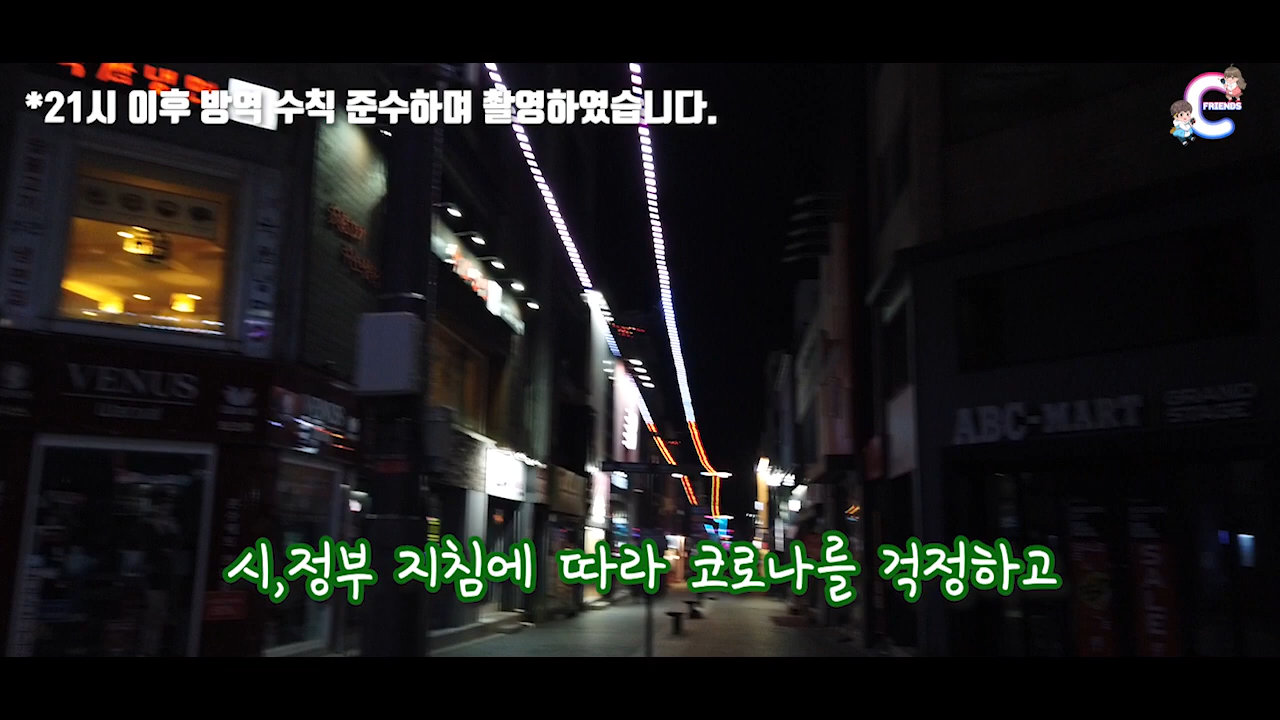 *21시 이후 방역 수칙 준수하며 촬영하였습니다.
FRIENDS
VENUS
ABC-MART
GRAND
STAGE
SALE
시,정부 지침에 따라 코로나를 걱정하고